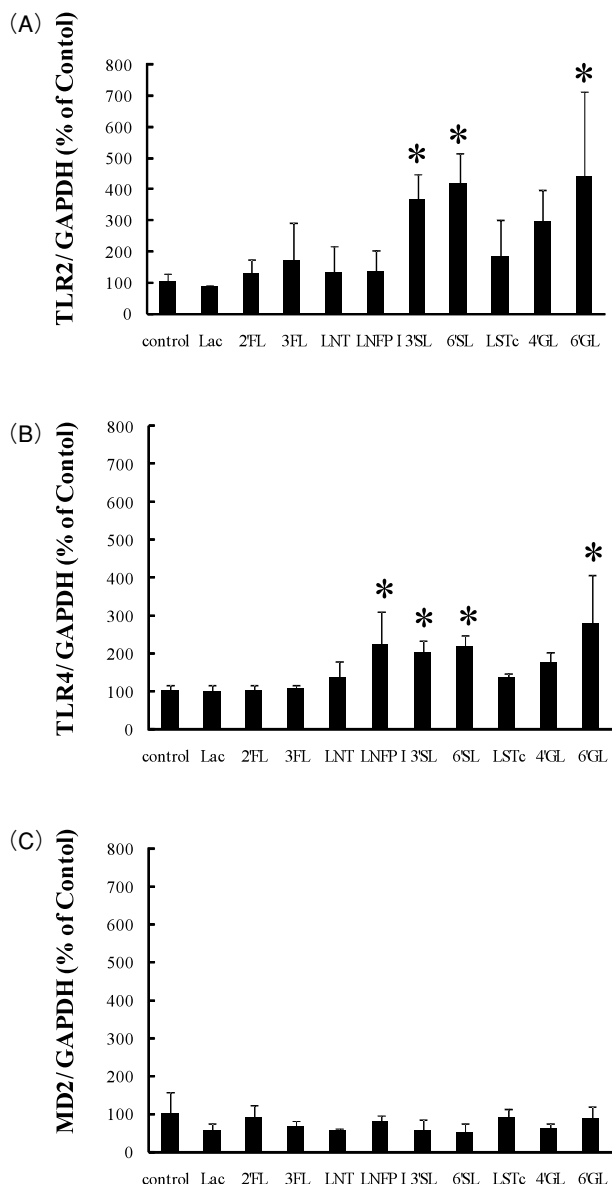 (A)
TLR2/ GAPDH (% of Contol)
800
700
600
500
400
300
200
100
0
* * *
control Lac 2'FL 3FL LNT LNFP I 3'SL 6'SL LSTc 4'GL 6'GL
(B)
TLR4/ GAPDH (% of Contol)
800
700
600
500
400
300
200
100
0
* * * *
control Lac 2'FL 3FL LNT LNFP I 3'SL 6'SL LSTc 4'GL 6'GL
(C)
MD2/ GAPDH (% of Contol)
800
700
600
500
400
300
200
100
0
control Lac 2'FL 3FL LNT LNFP I 3'SL 6'SL LSTc 4'GL 6'GL